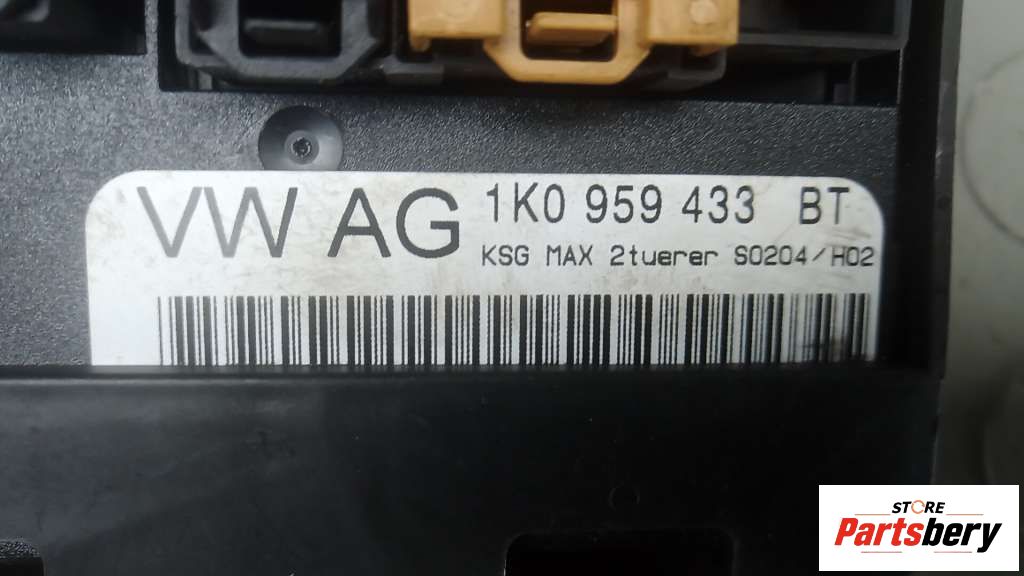 VW AG 1K0 959 433 BT
KSG MAX 2tuerer S0204/H02
STORE
Partsbery